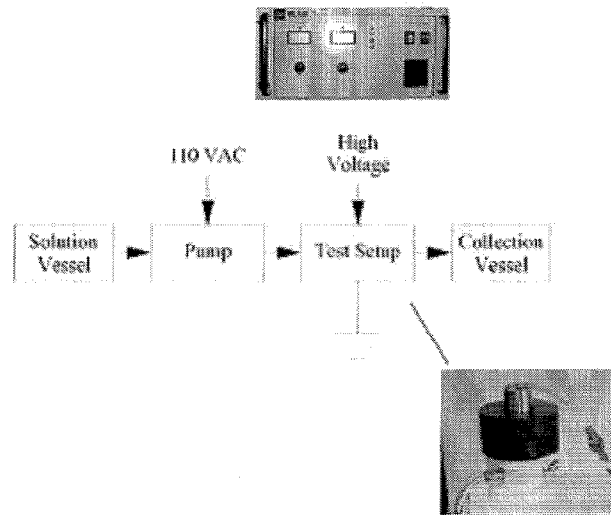 110 VAC
High
Voltage
Solution
Vessel
Pump
Test Setup
Collection
Vessel